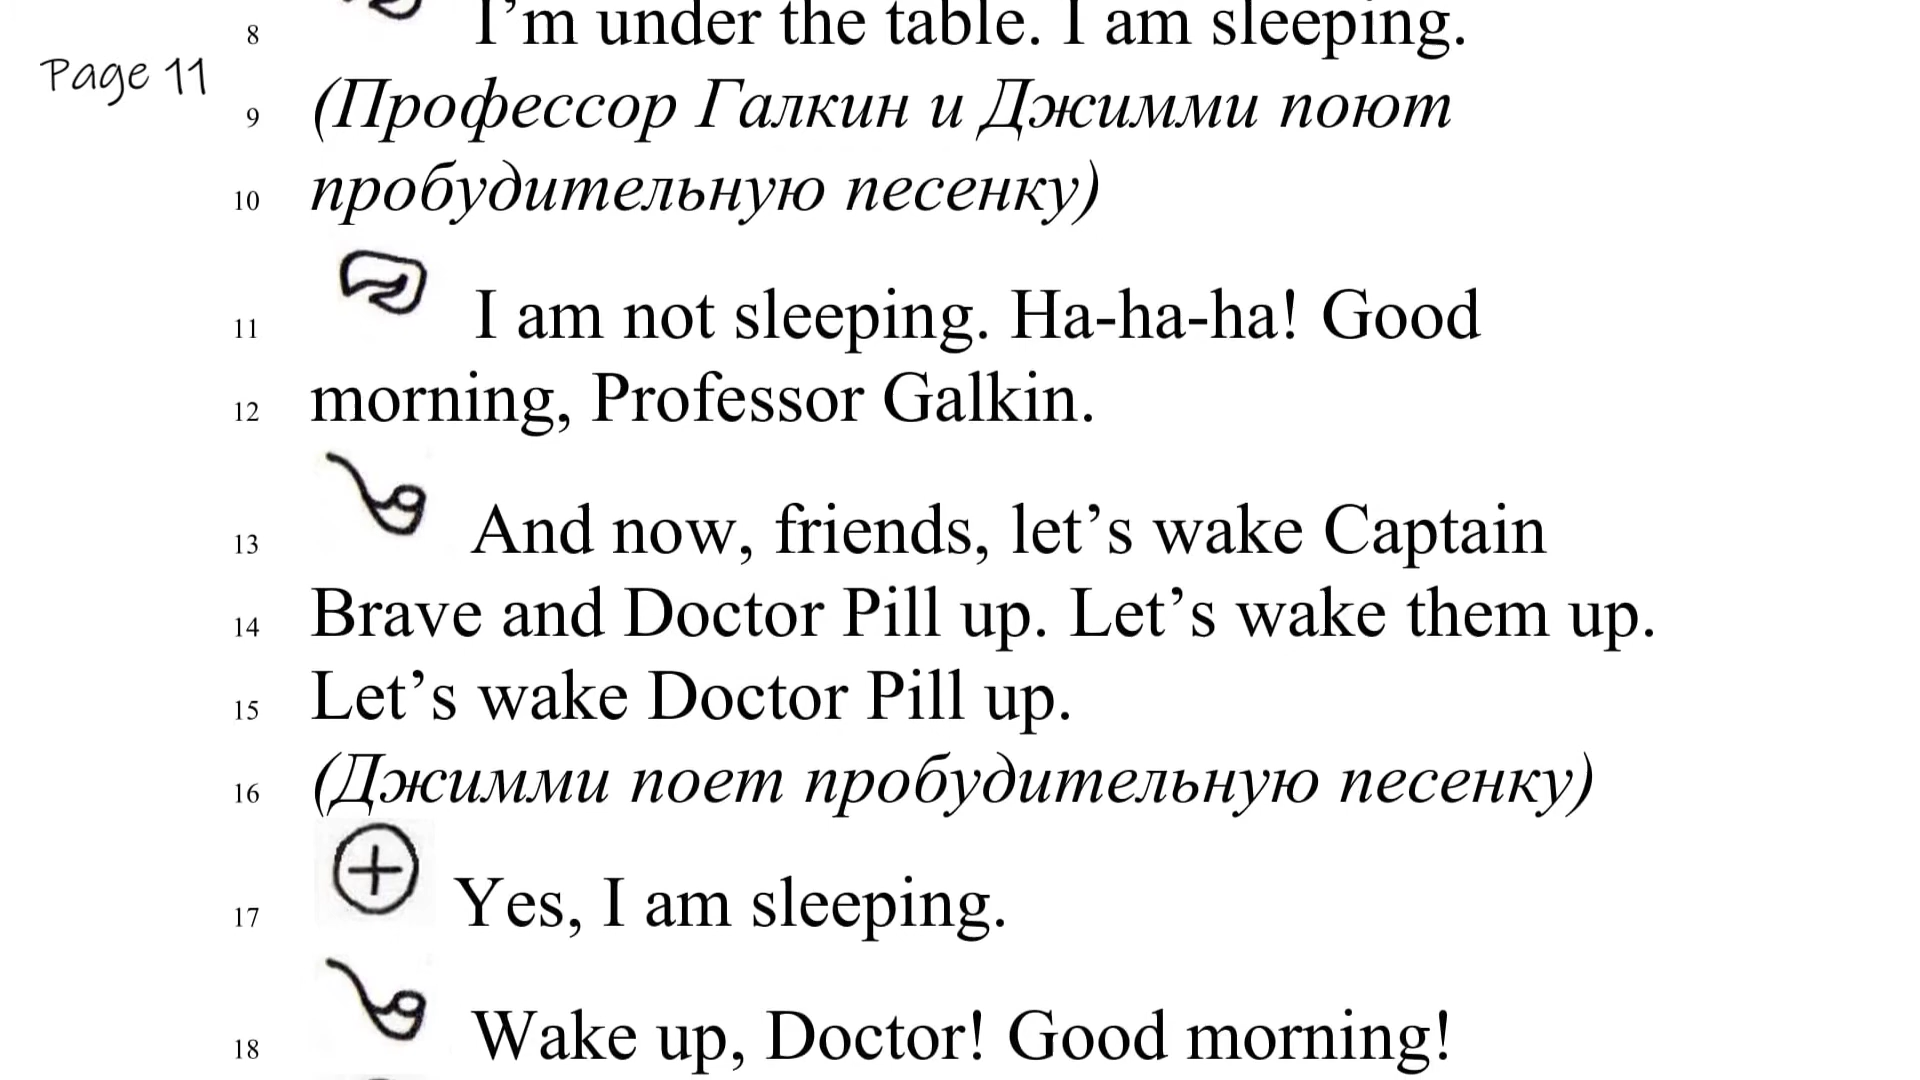 8 I’m under the table. I am sleeping.
Page 11
9 (Профессор Галкин и Джимми поют
10 пробудительную песенку)
11 I am not sleeping. Ha-ha-ha! Good
12 morning, Professor Galkin.
13 And now, friends, let’s wake Captain
14 Brave and Doctor Pill up. Let’s wake them up.
15 Let’s wake Doctor Pill up.
16 (Джимми поет пробудительную песенку)
17 Yes, I am sleeping.
18 Wake up, Doctor! Good morning!